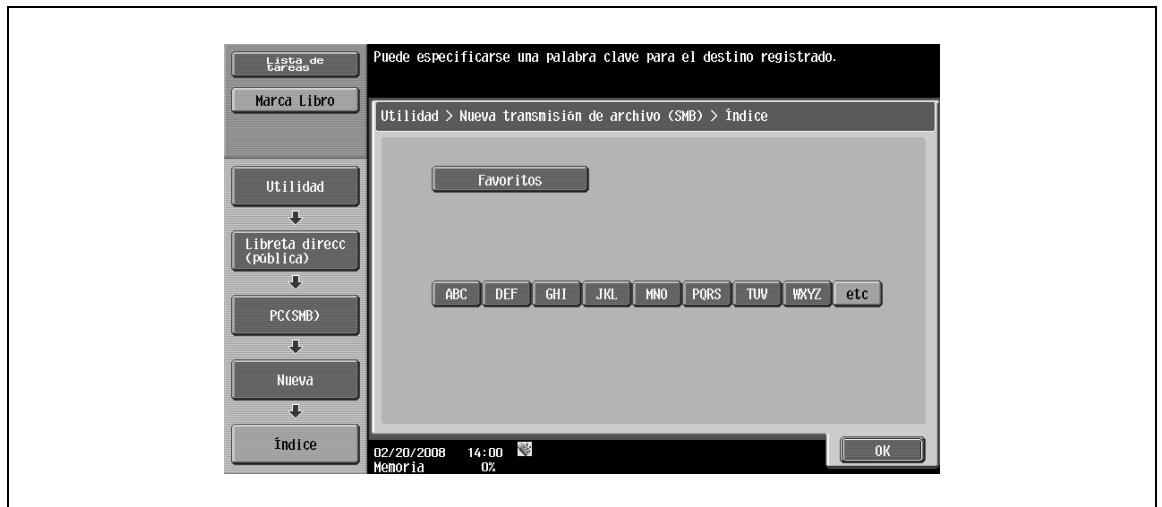 Lista de
tareas
Marca Libro
Utilidad
Libreta direcc
(pública)
PC(SMB)
Nueva
Índice
Puede especificarse una palabra clave para el destino registrado.
Utilidad > Nueva transmisión de archivo (SMB) > Índice
Favoritos
ABC DEF GHI JKL MNO PQRS TUV WXYZ etc
02/20/2008 14:00
Memoria 0%
OK